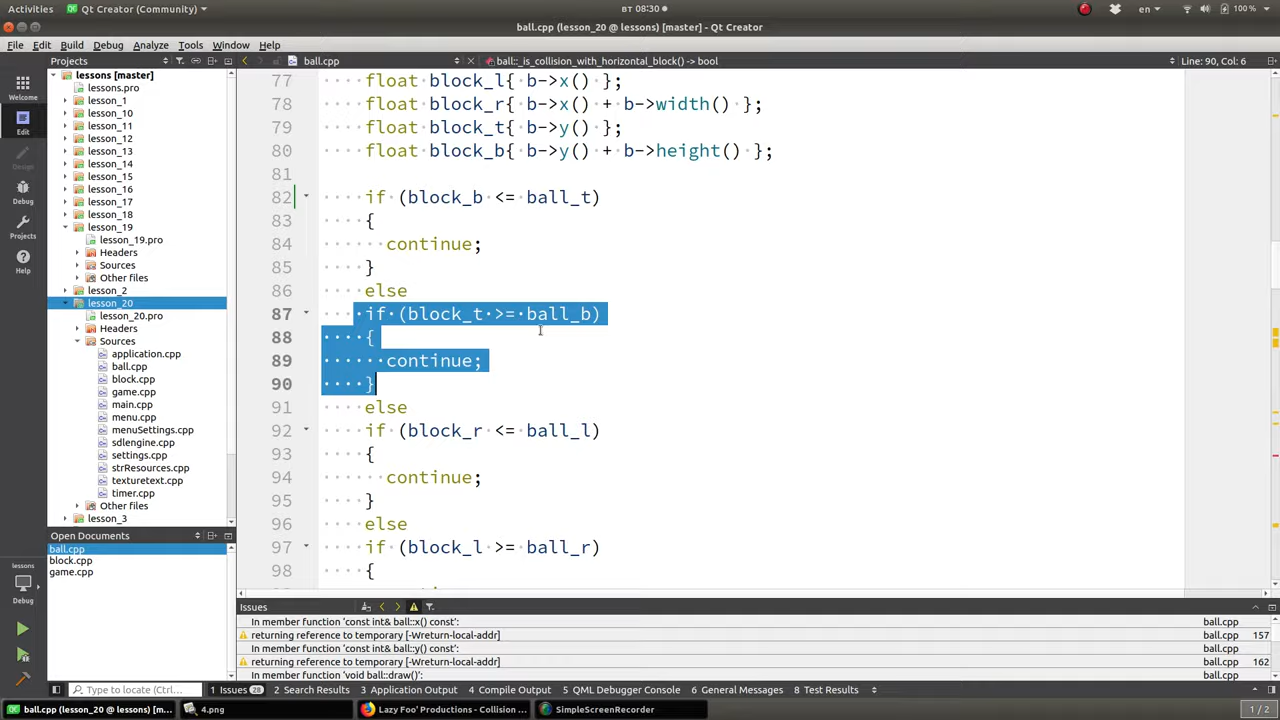 Activities Qt Creator (Community) вт 08:30 en 100 %
ball.cpp (lesson_20 @ lessons) [master] - Qt Creator
File Edit Build Debug Analyze Tools Window Help
Projects ball.cpp ball::_is_collision_with_horizontal_block() -> bool Line: 90, Col: 6
Welcome
Edit
Design
Debug
Projects
Help
lessons
Debug
lessons [master]
lessons.pro
lesson_1
lesson_10
lesson_11
lesson_12
lesson_13
lesson_14
lesson_15
lesson_16
lesson_17
lesson_18
lesson_19
lesson_19.pro
Headers
Sources
Other files
lesson_2
lesson_20
lesson_20.pro
Headers
Sources
application.cpp
ball.cpp
block.cpp
game.cpp
main.cpp
menu.cpp
menuSettings.cpp
sdlengine.cpp
settings.cpp
strResources.cpp
texturetext.cpp
timer.cpp
Other files
lesson_3
Open Documents
ball.cpp
block.cpp
game.cpp
77 float block_l{ b->x() };
78 float block_r{ b->x() + b->width() };
79 float block_t{ b->y() };
80 float block_b{ b->y() + b->height() };
81
82 if (block_b <= ball_t)
83 {
84 continue;
85 }
86 else
87 if (block_t >= ball_b)
88 {
89 continue;
90 }
91 else
92 if (block_r <= ball_l)
93 {
94 continue;
95 }
96 else
97 if (block_l >= ball_r)
98 {
Issues
In member function 'const int& ball::x() const': ball.cpp
returning reference to temporary [-Wreturn-local-addr] ball.cpp 157
In member function 'const int& ball::y() const': ball.cpp
returning reference to temporary [-Wreturn-local-addr] ball.cpp 162
In member function 'void ball::draw()': ball.cpp
Type to locate (Ctrl+... 1 Issues 28 2 Search Results 3 Application Output 4 Compile Output 5 QML Debugger Console 6 General Messages 8 Test Results
ball.cpp (lesson_20 @ lessons) [m... 4.png Lazy Foo' Productions - Collision ... SimpleScreenRecorder 1 / 2